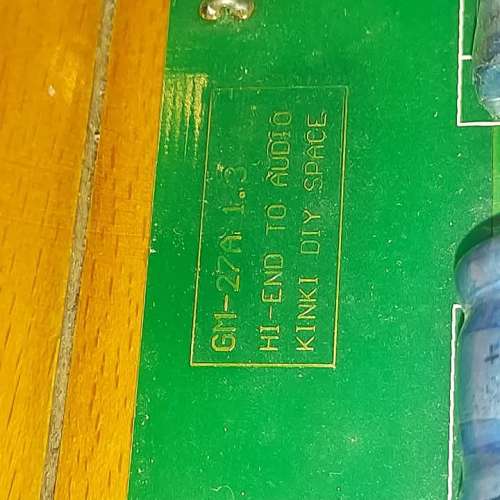 GM-27A 1.3
HI-END TO AUDIO
KINKI DIY SPACE